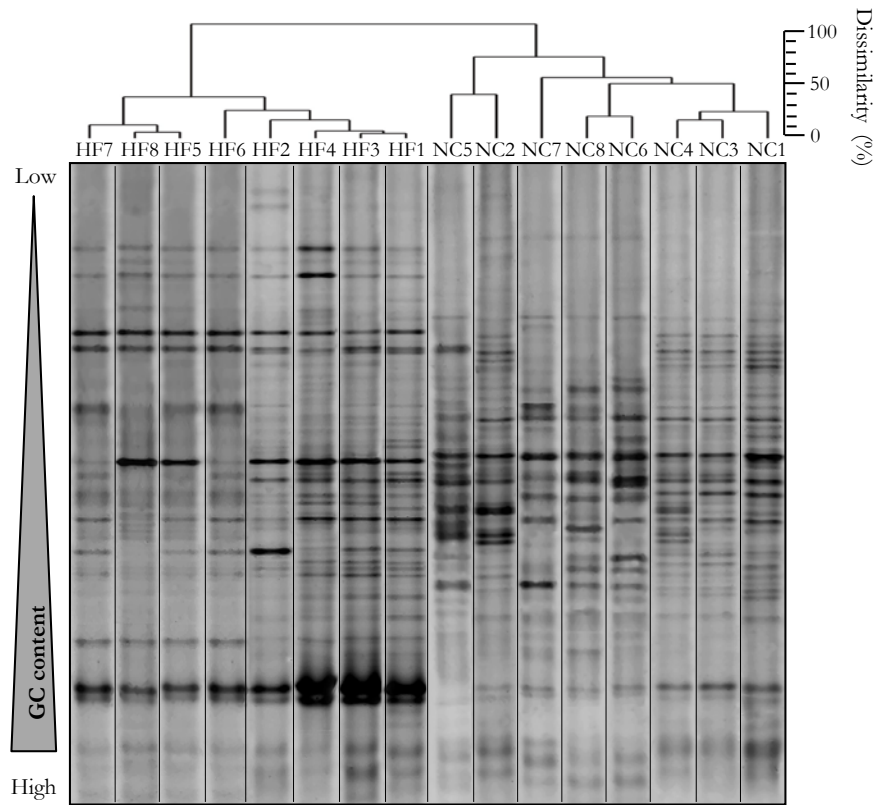 100
50
0
Dissimilarity (%)
HF7 HF8 HF5 HF6 HF2 HF4 HF3 HF1 NC5 NC2 NC7 NC8 NC6 NC4 NC3 NC1
Low
GC content
High